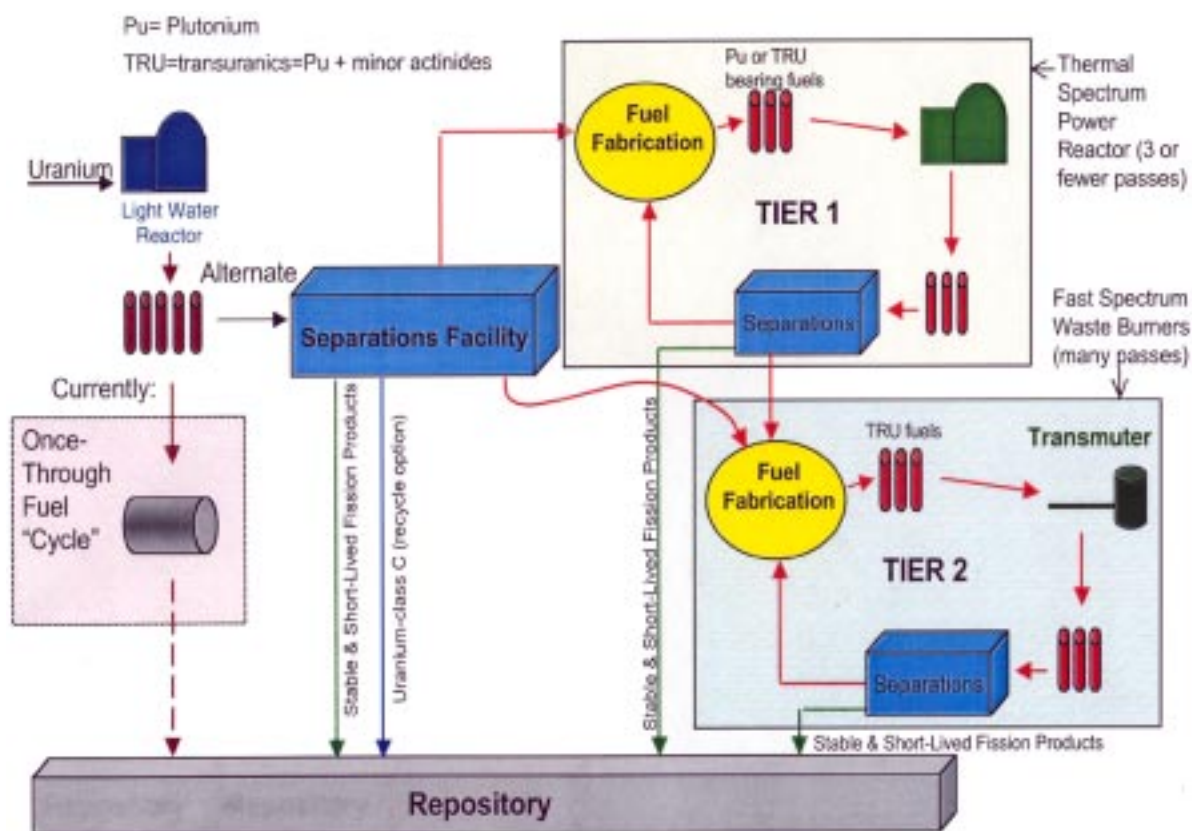 Pu= Plutonium
TRU=transuranics=Pu + minor actinides
Uranium
Light Water
Reactor
Alternate
Separations Facility
Currently:
Once-
Through
Fuel
"Cycle"
Stable & Short-Lived Fission Products
Uranium-class C (recycle option)
Pu or TRU
bearing fuels
Fuel
Fabrication
TIER 1
Separations
Thermal
Spectrum
Power
Reactor (3 or
fewer passes)
Stable & Short-Lived Fission Products
Fast Spectrum
Waste Burners
(many passes)
TRU fuels
Transmuter
Fuel
Fabrication
TIER 2
Separations
Stable & Short-Lived Fission Products
Repository Repository
Repository